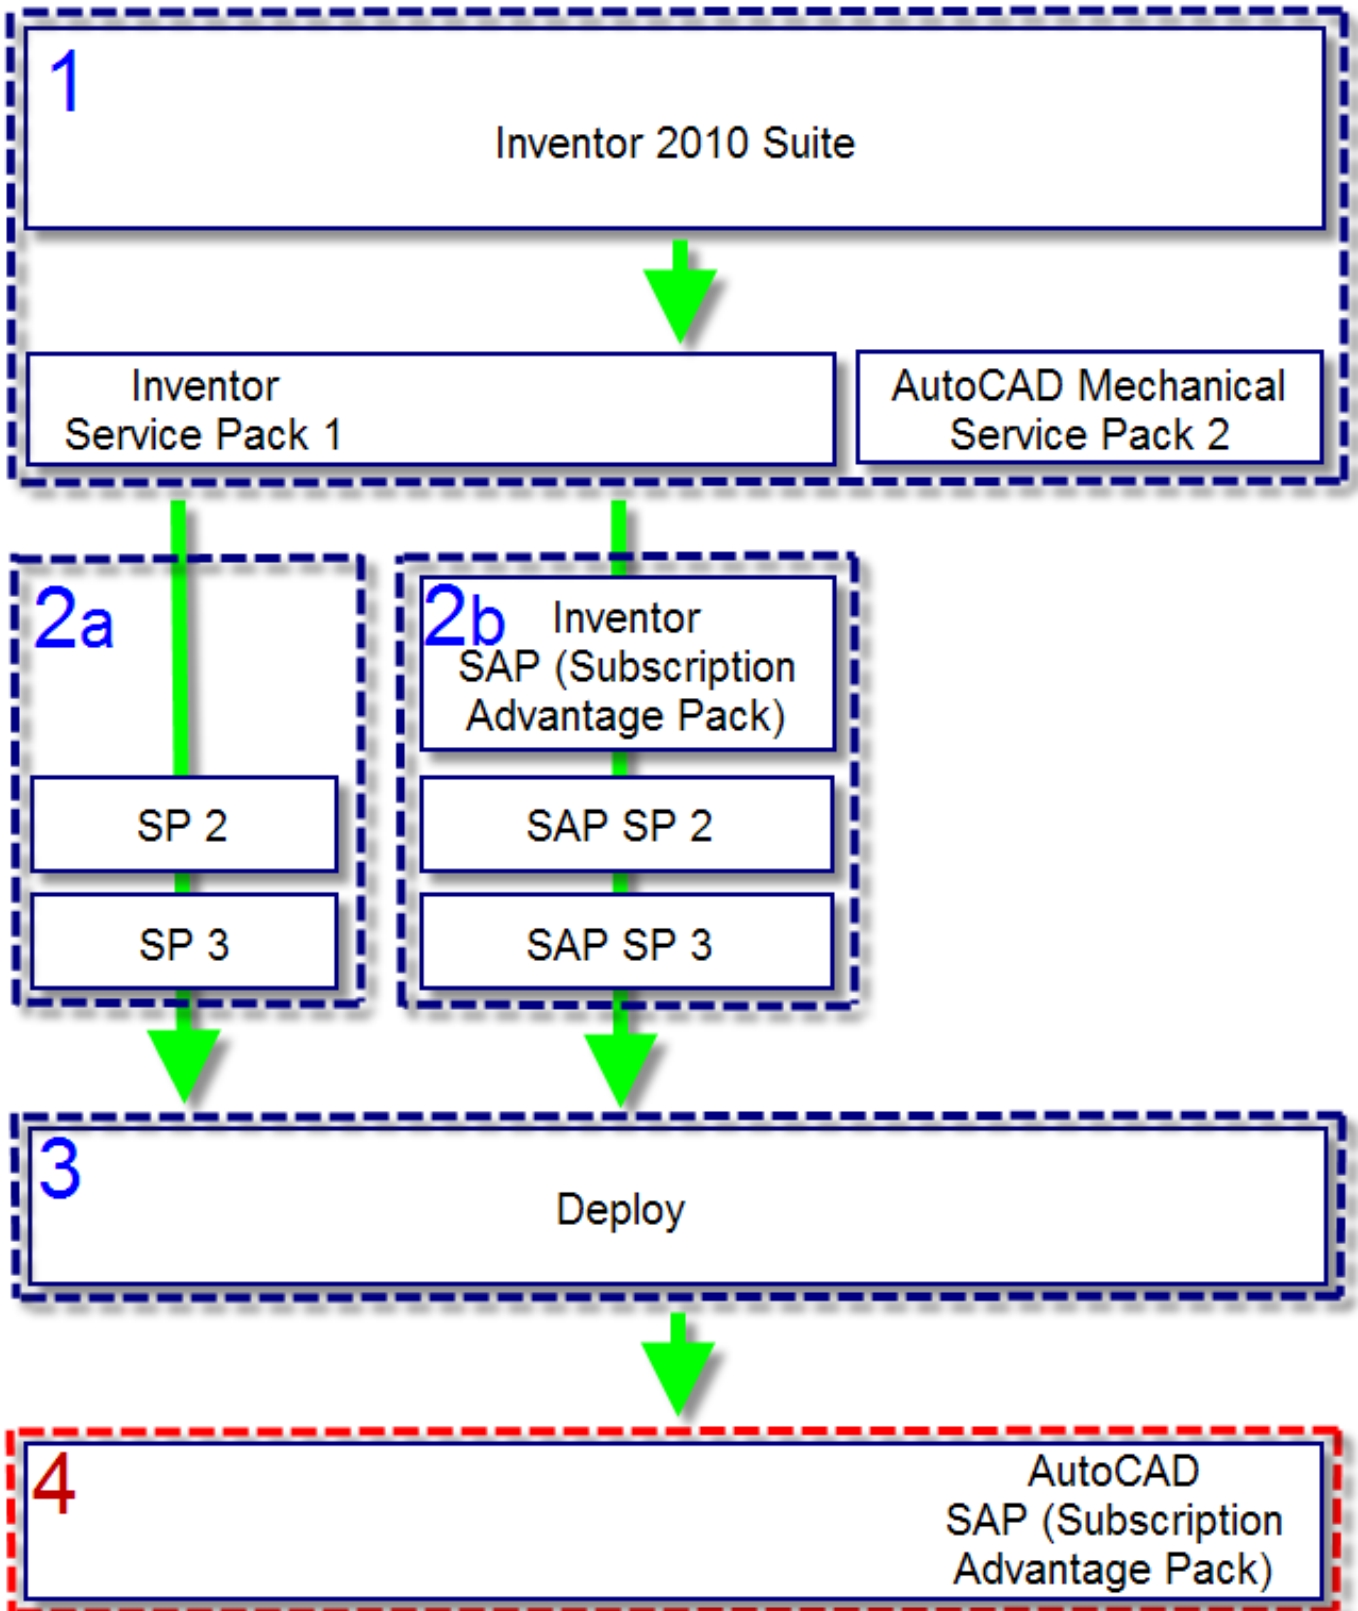 1
Inventor 2010 Suite
Inventor
Service Pack 1
AutoCAD Mechanical
Service Pack 2
2a
2b
Inventor
SAP (Subscription
Advantage Pack)
SP 2
SAP SP 2
SP 3
SAP SP 3
3
Deploy
4
AutoCAD
SAP (Subscription
Advantage Pack)